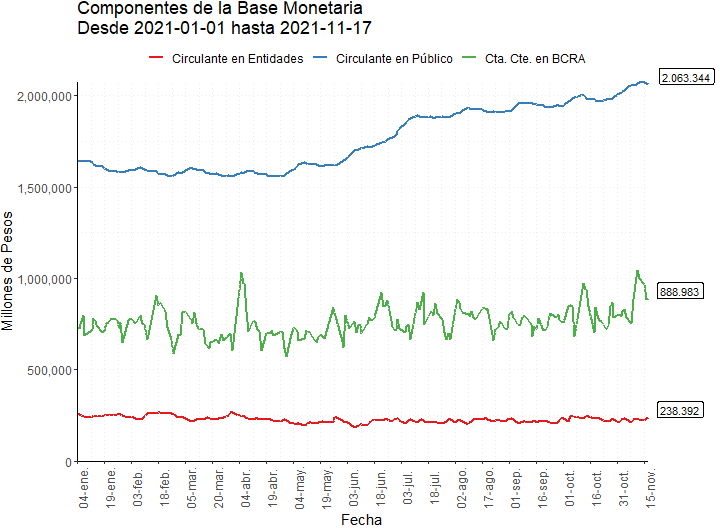 Componentes de la Base Monetaria
Desde 2021-01-01 hasta 2021-11-17
Circulante en Entidades Circulante en Público Cta. Cte. en BCRA
2.063.344
2,000,000
1,500,000
1,000,000
888.983
500,000
238.392
0
Millones de Pesos
04-ene. 19-ene. 03-feb. 18-feb. 05-mar. 20-mar. 04-abr. 19-abr. 04-may. 19-may. 03-jun. 18-jun. 03-jul. 18-jul. 02-ago. 17-ago. 01-sep. 16-sep. 01-oct. 16-oct. 31-oct. 15-nov.
Fecha